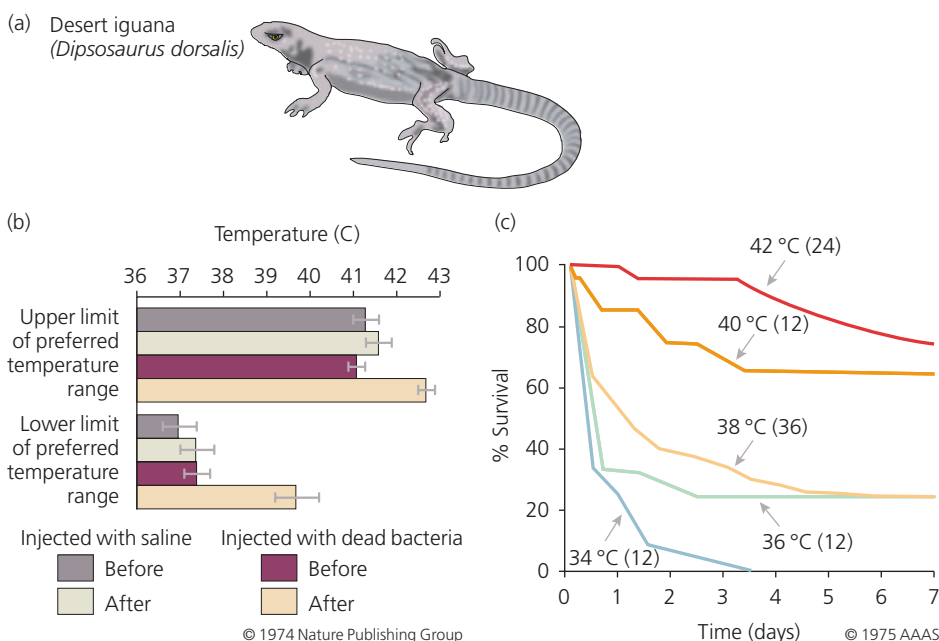 (a) Desert iguana
(Dipsosaurus dorsalis)
(b)
Temperature (C)
36 37 38 39 40 41 42 43
Upper limit
of preferred
temperature
range
Lower limit
of preferred
temperature
range
Injected with saline
Before
After
Injected with dead bacteria
Before
After
© 1974 Nature Publishing Group
(c)
% Survival
100
80
60
40
20
0
42 °C (24)
40 °C (12)
38 °C (36)
36 °C (12)
34 °C (12)
0 1 2 3 4 5 6 7
Time (days)
© 1975 AAAS